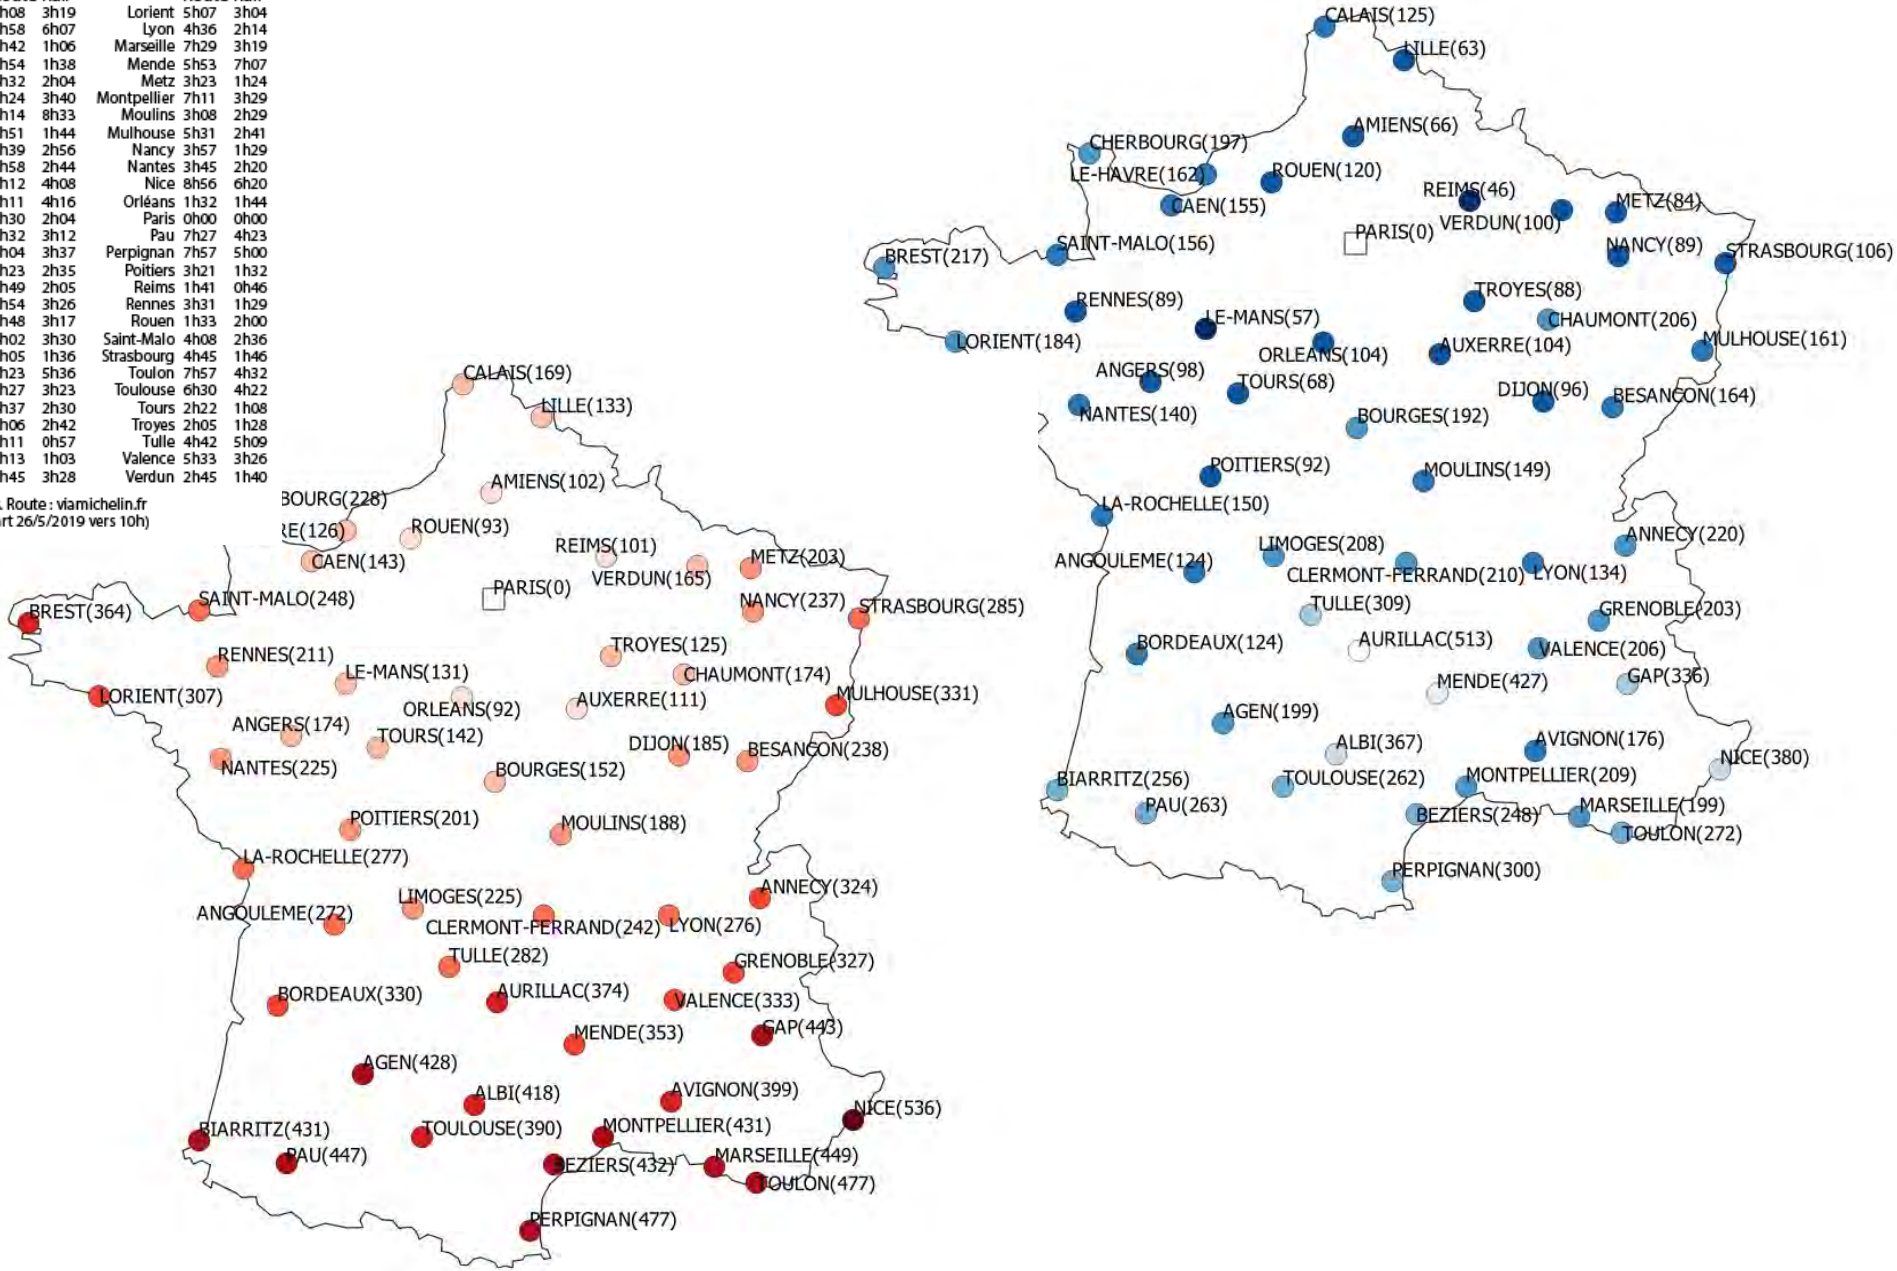 h08 3h19 Lorient 5h07 3h04
h58 6h07 Lyon 4h36 2h14
h42 1h06 Marseille 7h29 3h19
h54 1h38 Mende 5h53 7h07
h32 2h04 Metz 3h23 1h24
h24 3h40 Montpellier 7h11 3h29
h14 8h33 Moulins 3h08 2h29
h51 1h44 Mulhouse 5h31 2h41
h39 2h56 Nancy 3h57 1h29
h58 2h44 Nantes 3h45 2h20
h12 4h08 Nice 8h56 6h20
h11 4h16 Orléans 1h32 1h44
h30 2h04 Paris 0h00 0h00
h32 3h12 Pau 7h27 4h23
h04 3h37 Perpignan 7h57 5h00
h23 2h35 Poitiers 3h21 1h32
h49 2h05 Reims 1h41 0h46
h54 3h26 Rennes 3h31 1h29
h48 3h17 Rouen 1h33 2h00
h02 3h30 Saint-Malo 4h08 2h36
h05 1h36 Strasbourg 4h45 1h46
h23 5h36 Toulon 7h57 4h32
h27 3h23 Toulouse 6h30 4h22
h37 2h30 Tours 2h22 1h08
h06 2h42 Troyes 2h05 1h28
h11 0h57 Tulle 4h42 5h09
h13 1h03 Valence 5h33 3h26
h45 3h28 Verdun 2h45 1h40
. Route : viamichelin.fr
rt 26/5/2019 vers 10h)
CALAIS(169)
LILLE(133)
AMIENS(102)
BOURG(228)
RE(126)
ROUEN(93)
CAEN(143)
REIMS(101)
VERDUN(165)
METZ(203)
PARIS(0)
SAINT-MALO(248)
BREST(364)
NANCY(237)
STRASBOURG(285)
RENNES(211)
LE-MANS(131)
TROYES(125)
CHAUMONT(174)
LORIENT(307)
ORLEANS(92)
AUXERRE(111)
MULHOUSE(331)
ANGERS(174)
TOURS(142)
DIJON(185)
BESANCON(238)
NANTES(225)
BOURGES(152)
POITIERS(201)
MOULINS(188)
LA-ROCHELLE(277)
ANNECY(324)
LIMOGES(225)
ANGOULEME(272)
CLERMONT-FERRAND(242)
LYON(276)
TULLE(282)
GRENOBLE(327)
BORDEAUX(330)
AURILLAC(374)
VALENCE(333)
MENDE(353)
GAP(443)
AGEN(428)
ALBI(418)
AVIGNON(399)
NICE(536)
BIARRITZ(431)
TOULOUSE(390)
MONTPELLIER(431)
PAU(447)
BEZIERS(432)
MARSEILLE(449)
TOULON(477)
PERPIGNAN(477)
CALAIS(125)
LILLE(63)
AMIENS(66)
CHERBOURG(197)
LE-HAVRE(162)
ROUEN(120)
CAEN(155)
REIMS(46)
VERDUN(100)
METZ(84)
PARIS(0)
SAINT-MALO(156)
BREST(217)
NANCY(89)
STRASBOURG(106)
RENNES(89)
LE-MANS(57)
TROYES(88)
CHAUMONT(206)
LORIENT(184)
ORLEANS(104)
AUXERRE(104)
MULHOUSE(161)
ANGERS(98)
TOURS(68)
DIJON(96)
BESANCON(164)
NANTES(140)
BOURGES(192)
POITIERS(92)
MOULINS(149)
LA-ROCHELLE(150)
ANNECY(220)
LIMOGES(208)
ANGOULEME(124)
CLERMONT-FERRAND(210)
LYON(134)
TULLE(309)
GRENOBLE(203)
BORDEAUX(124)
AURILLAC(513)
VALENCE(206)
MENDE(427)
GAP(336)
AGEN(199)
ALBI(367)
AVIGNON(176)
NICE(380)
BIARRITZ(256)
TOULOUSE(262)
MONTPELLIER(209)
PAU(263)
BEZIERS(248)
MARSEILLE(199)
TOULON(272)
PERPIGNAN(300)